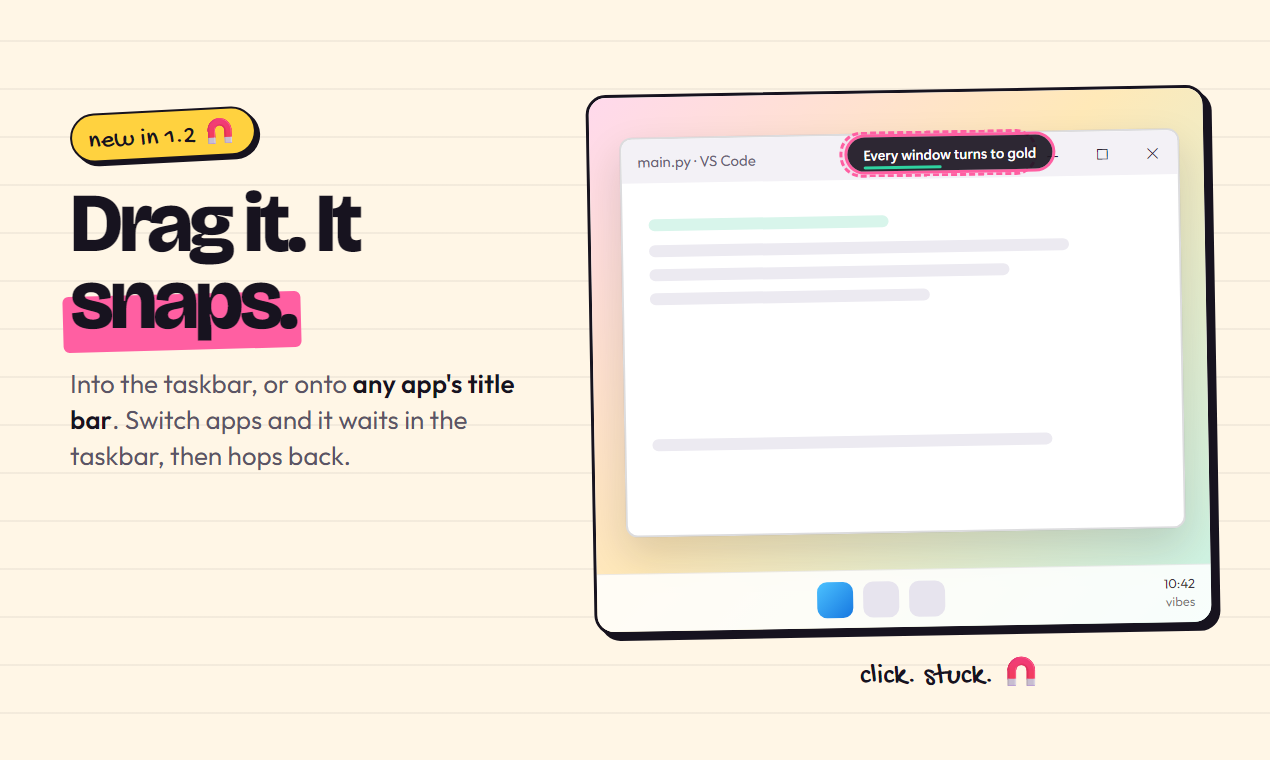 new in 1.2
Drag it. It
snaps.
Into the taskbar, or onto any app's title
bar. Switch apps and it waits in the
taskbar, then hops back.
main.py · VS Code
Every window turns to gold
10:42
vibes
click. stuck.